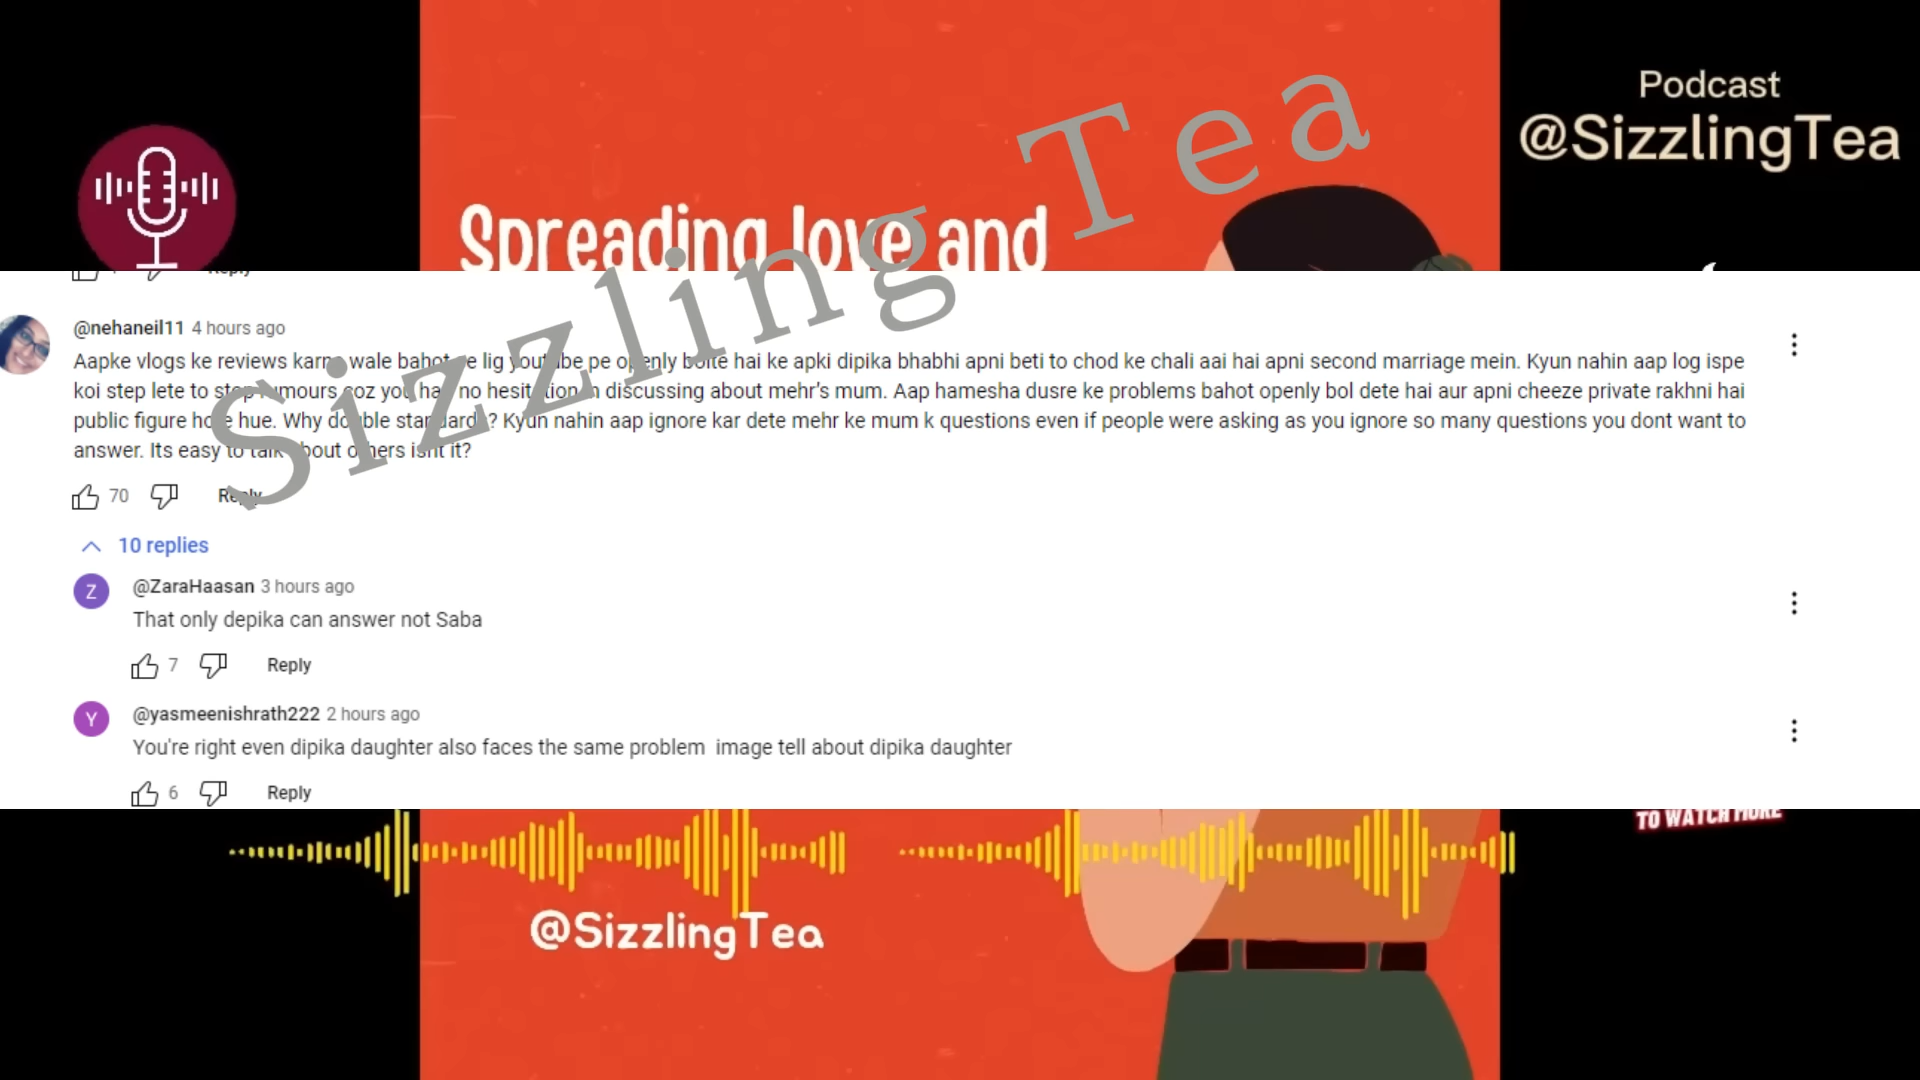 Podcast
@SizzlingTea
Spreading love and
Sizzling Tea
Reply
@nehaneil11 4 hours ago
Aapke vlogs ke reviews karne wale bahot se lig youtube pe openly bolte hai ke apki dipika bhabhi apni beti to chod ke chali aai hai apni second marriage mein. Kyun nahin aap log ispe
koi step lete to stop rumours coz you have no hesitation in discussing about mehr's mum. Aap hamesha dusre ke problems bahot openly bol dete hai aur apni cheeze private rakhni hai
public figure hote hue. Why double standards? Kyun nahin aap ignore kar dete mehr ke mum k questions even if people were asking as you ignore so many questions you dont want to
answer. Its easy to talk about others isnt it?
70 Reply
10 replies
Z
@ZaraHaasan 3 hours ago
That only depika can answer not Saba
7 Reply
Y
@yasmeenishrath222 2 hours ago
You're right even dipika daughter also faces the same problem image tell about dipika daughter
6 Reply
TO WATCH MORE
@SizzlingTea